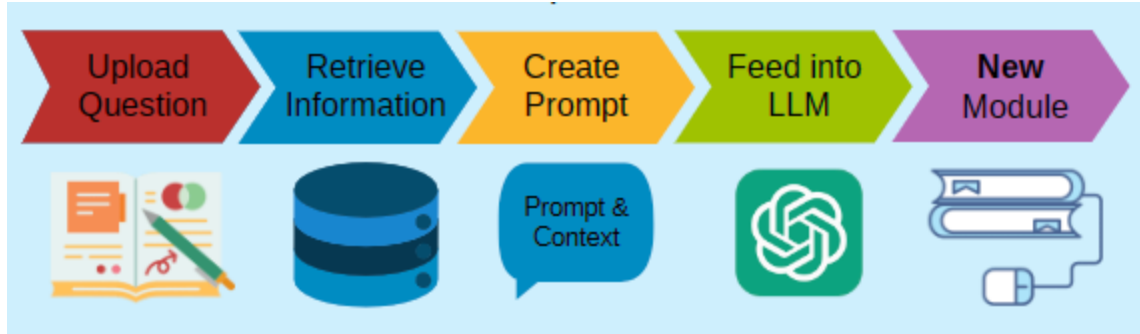 Upload
Question
Retrieve
Information
Create
Prompt
Feed into
LLM
New
Module
Prompt &
Context